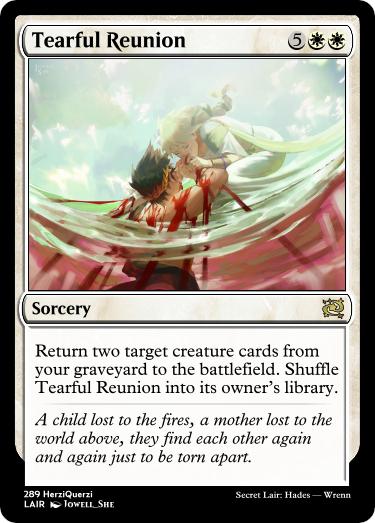 Tearful Reunion 5
Sorcery
Return two target creature cards from
your graveyard to the battlefield. Shuffle
Tearful Reunion into its owner's library.
A child lost to the fires, a mother lost to the
world above, they find each other again
and again just to be torn apart.
289 HerziQuerzi
LAIR Iowell_She
Secret Lair: Hades — Wrenn